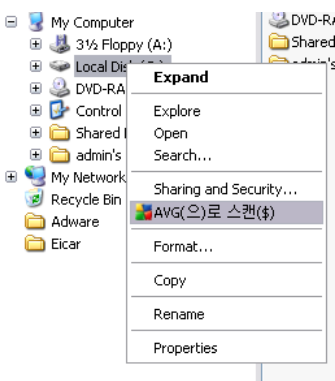 My Computer
3½ Floppy (A:)
Local Disk
DVD-RA
Control
Shared
admin's
My Network
Recycle Bin
Adware
Eicar
Expand
Explore
Open
Search...
Sharing and Security...
AVG(으)로 스캔($)
Format...
Copy
Rename
Properties
DVD-R
Shared
admin's